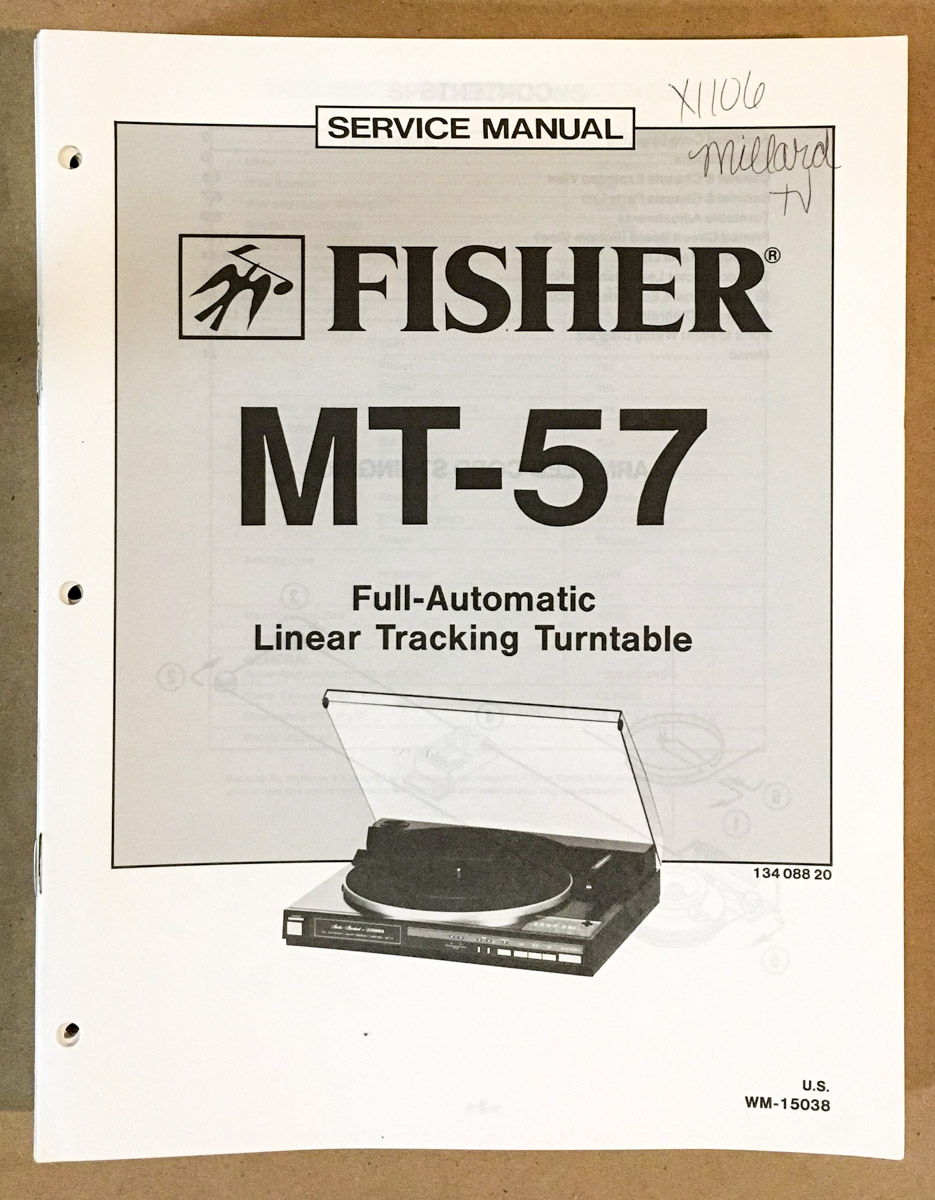 X1106
SERVICE MANUAL
Millard
TV
FISHER®
MT-57
Full-Automatic
Linear Tracking Turntable
134 088 20
U.S.
WM-15038